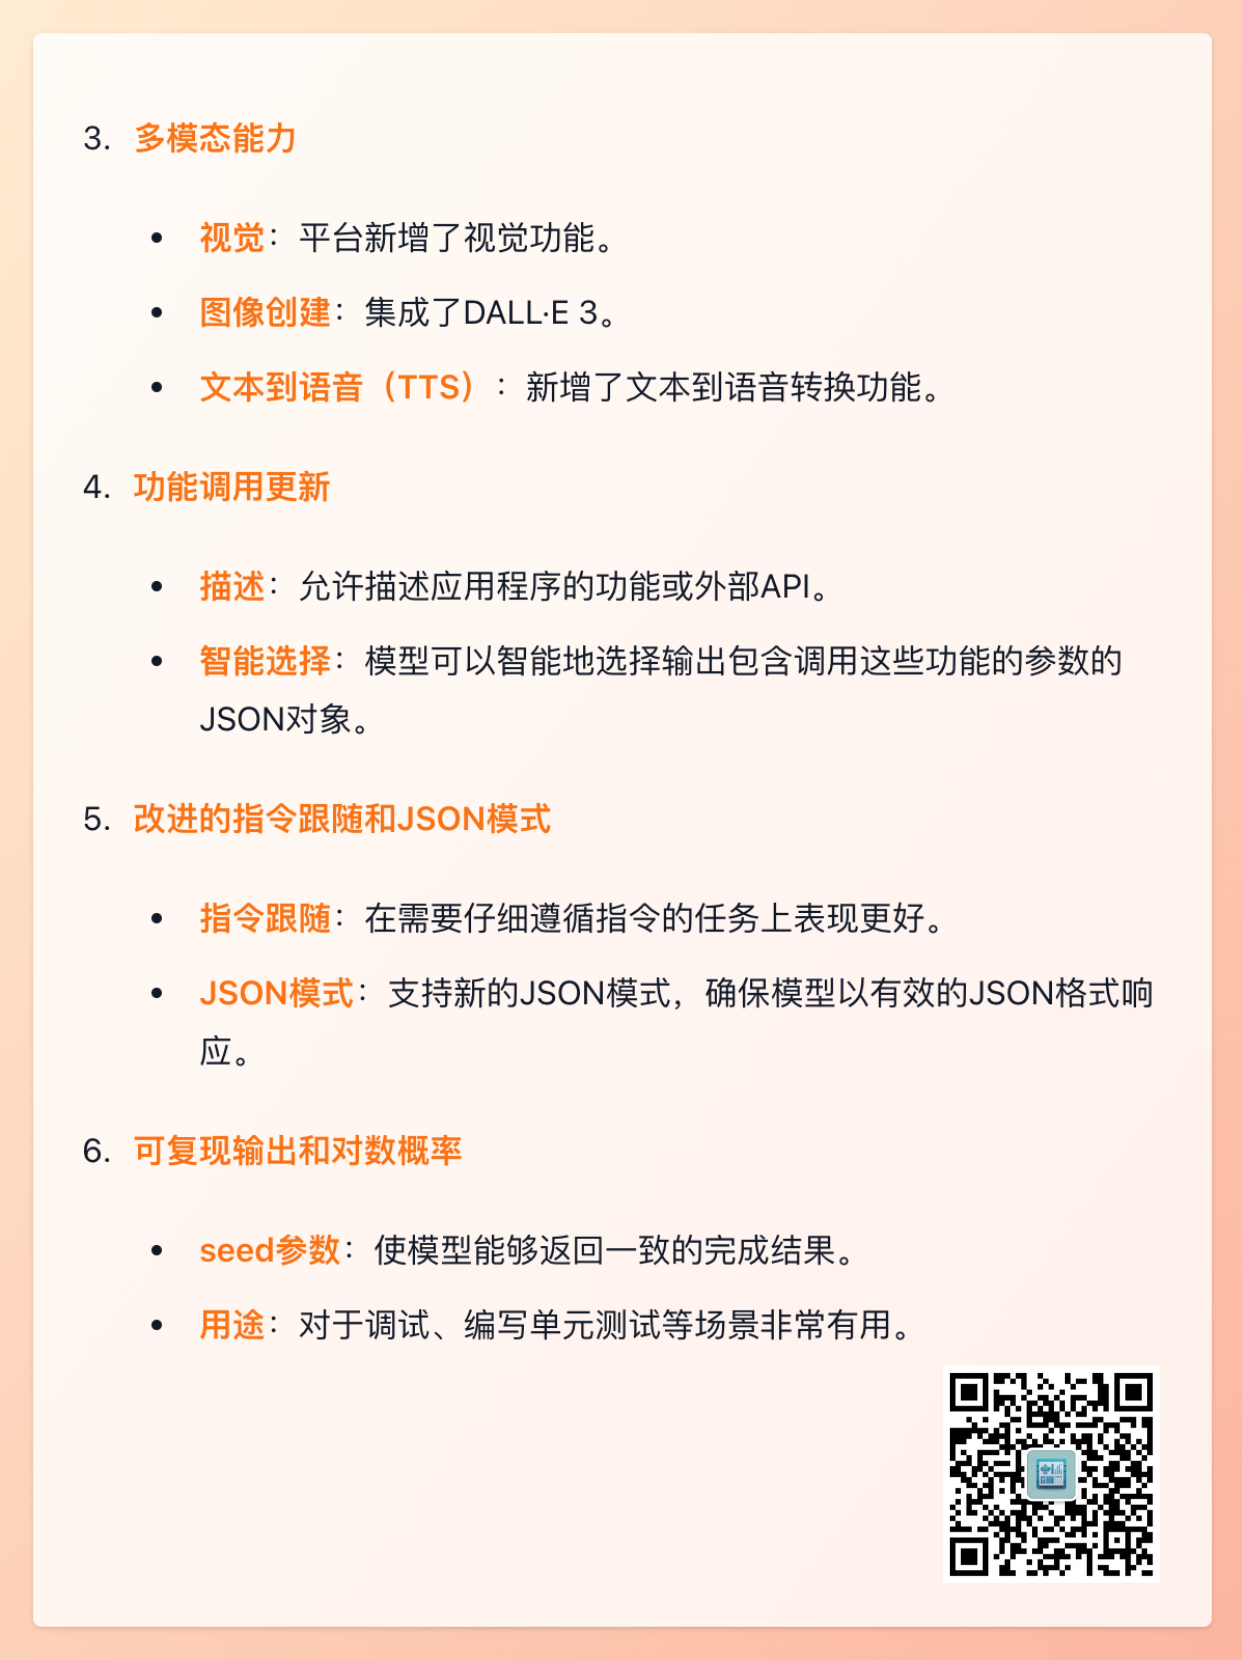 3. 多模态能力
• 视觉：平台新增了视觉功能。
• 图像创建：集成了DALL·E 3。
• 文本到语音（TTS）：新增了文本到语音转换功能。
4. 功能调用更新
• 描述：允许描述应用程序的功能或外部API。
• 智能选择：模型可以智能地选择输出包含调用这些功能的参数的
JSON对象。
5. 改进的指令跟随和JSON模式
• 指令跟随：在需要仔细遵循指令的任务上表现更好。
• JSON模式：支持新的JSON模式，确保模型以有效的JSON格式响
应。
6. 可复现输出和对数概率
• seed参数：使模型能够返回一致的完成结果。
• 用途：对于调试、编写单元测试等场景非常有用。